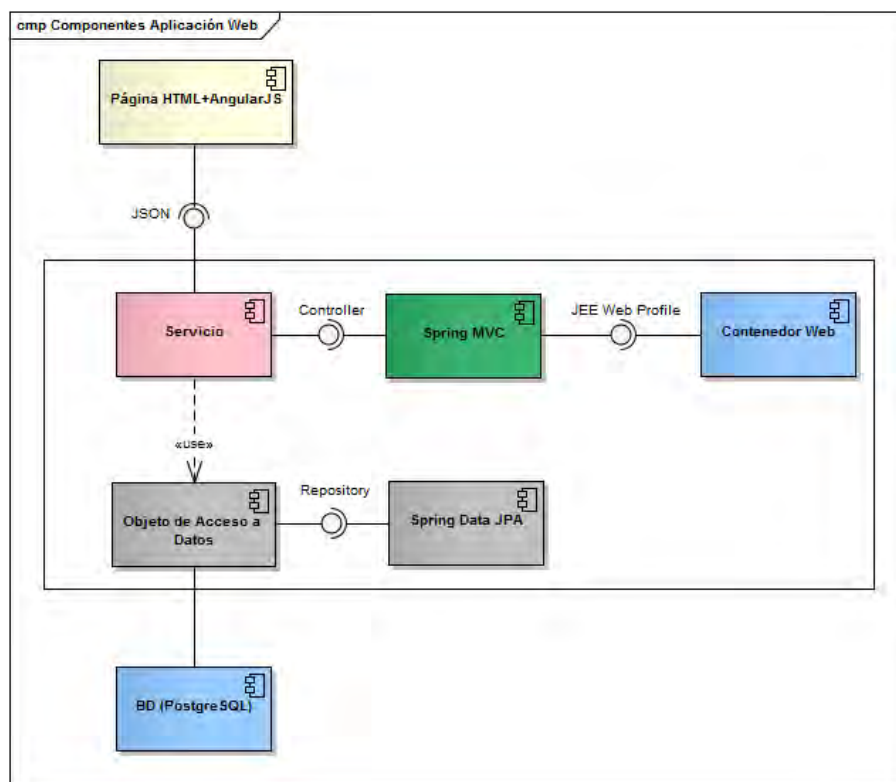 cmp Componentes Aplicación Web
Página HTML+AngularJS
JSON
Servicio
Controller
Spring MVC
JEE Web Profile
Contenedor Web
«use»
Objeto de Acceso a
Datos
Repository
Spring Data JPA
BD (PostgreSQL)